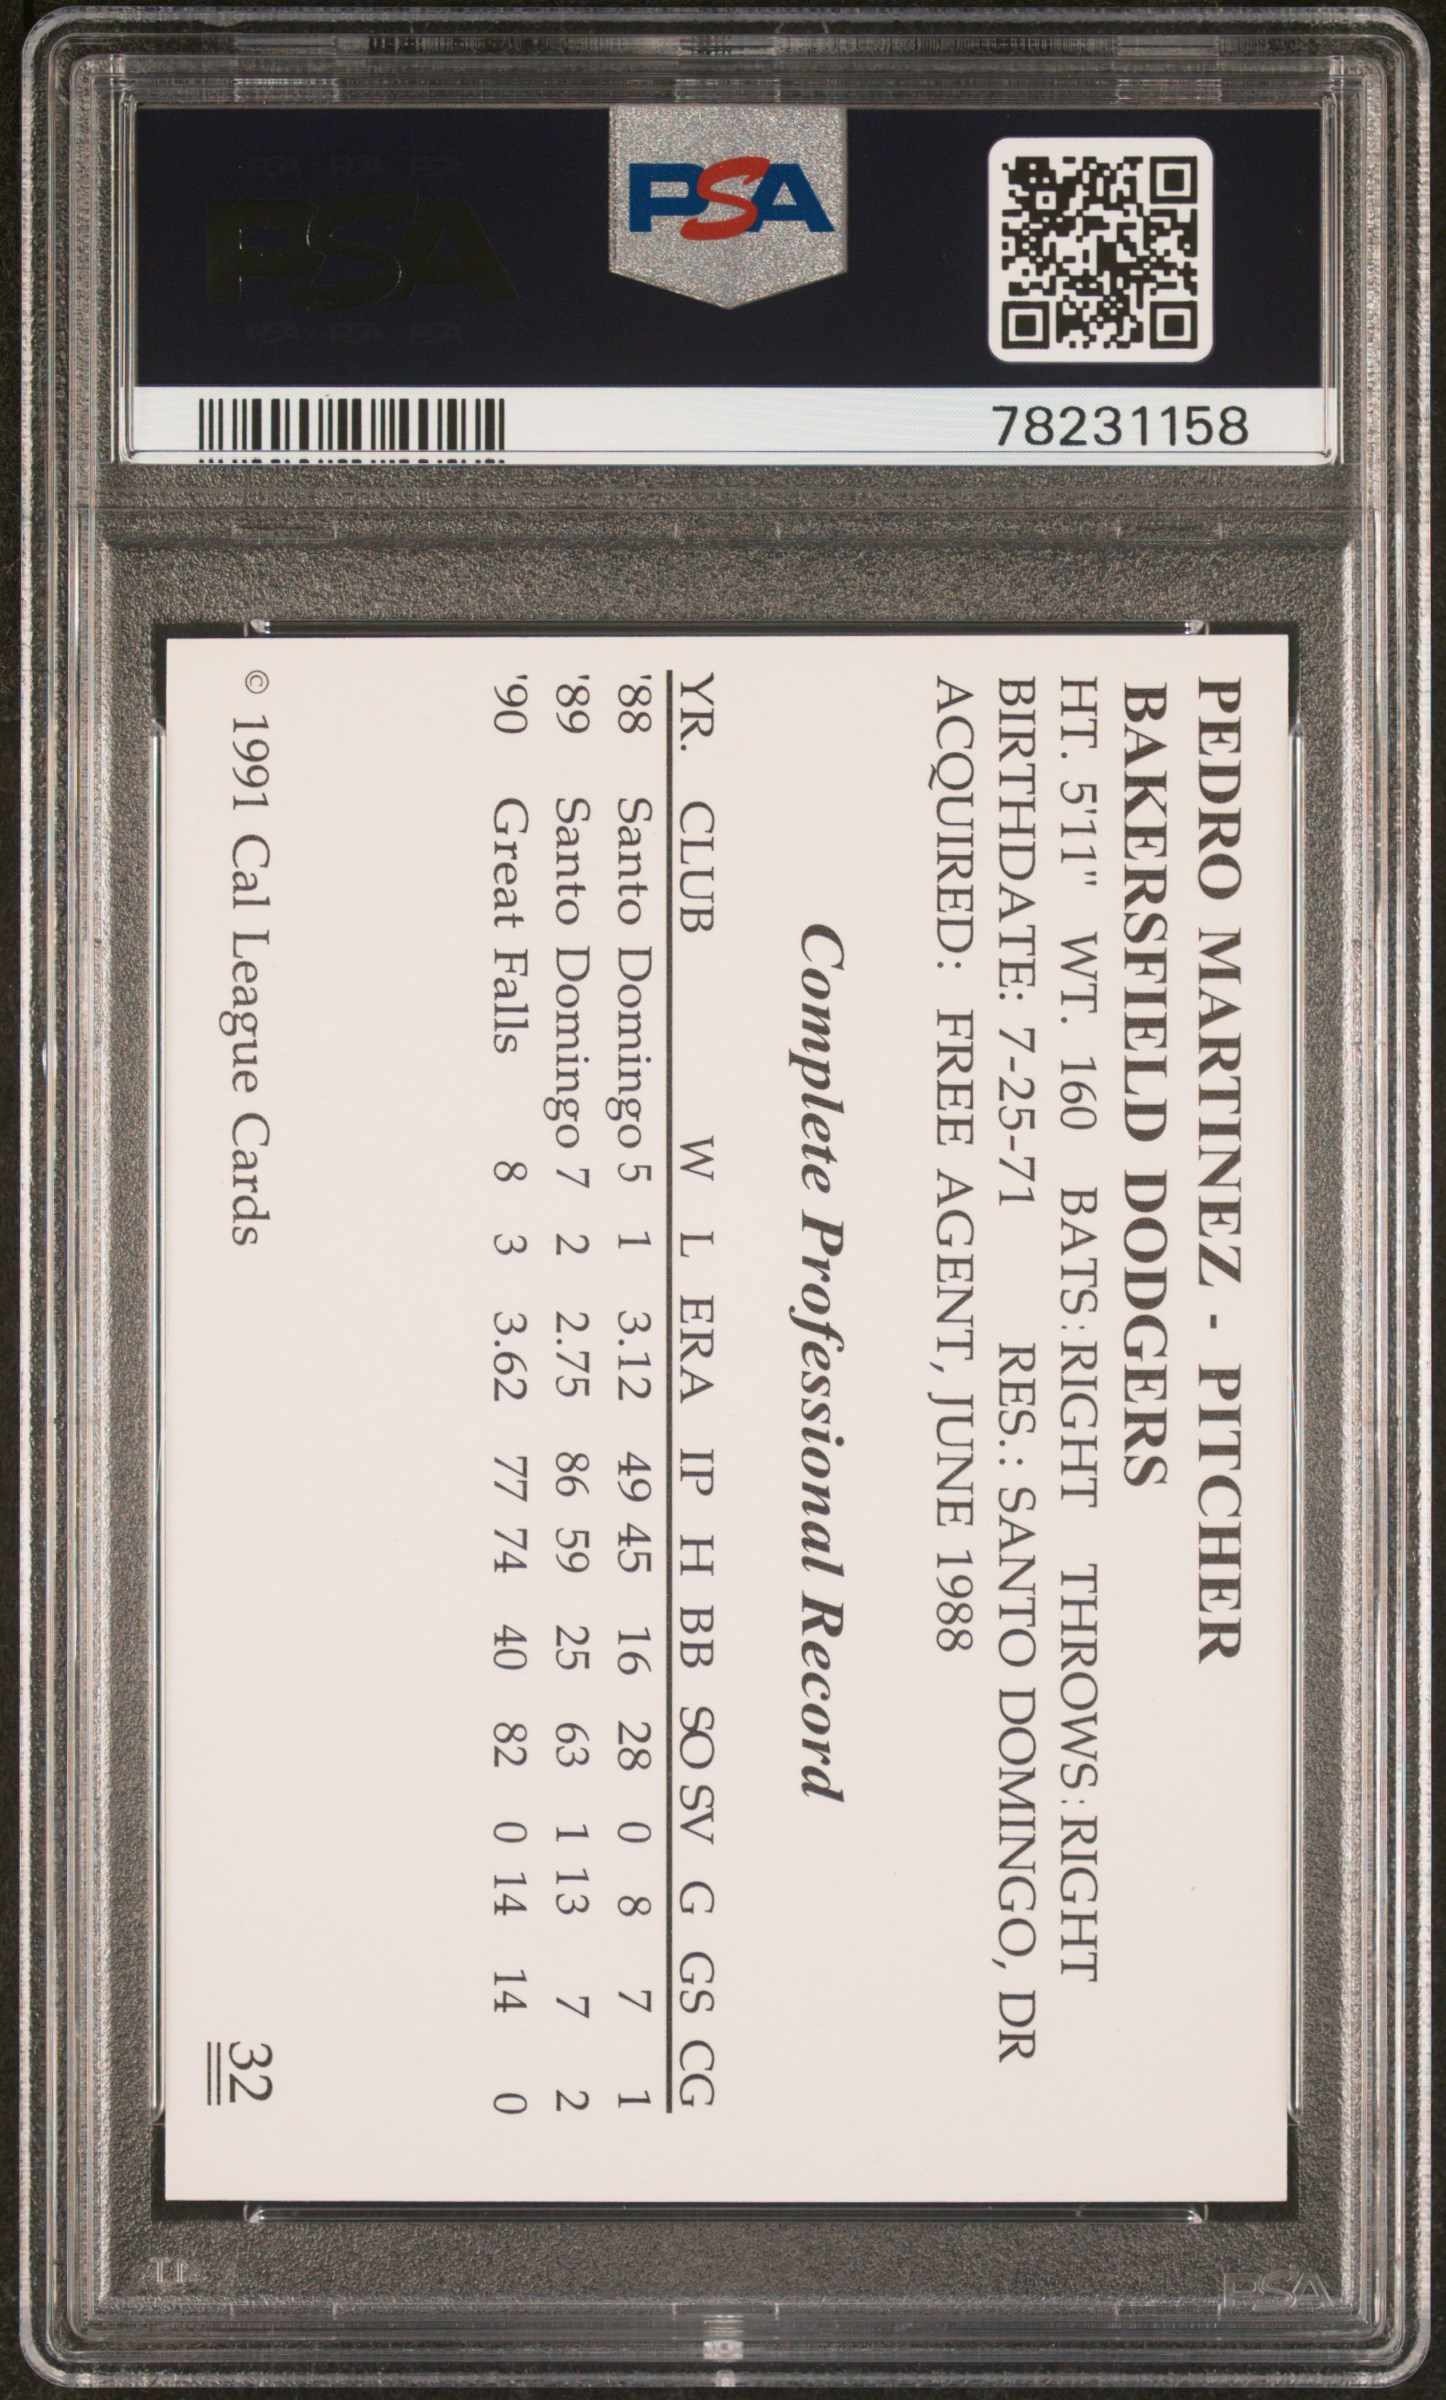 PSA
PSA
78231158
PEDRO MARTINEZ - PITCHER
BAKERSFIELD DODGERS
HT. 5'11" WT. 160 BATS: RIGHT THROWS: RIGHT
BIRTHDATE: 7-25-71 RES.: SANTO DOMINGO, DR
ACQUIRED: FREE AGENT, JUNE 1988
Complete Professional Record
YR. CLUB W L ERA IP H BB SO SV G GS CG
'88 Santo Domingo 5 1 3.12 49 45 16 28 0 8 7 1
'89 Santo Domingo 7 2 2.75 86 59 25 63 1 13 7 2
'90 Great Falls 8 3 3.62 77 74 40 82 0 14 14 0
© 1991 Cal League Cards
32
PSA